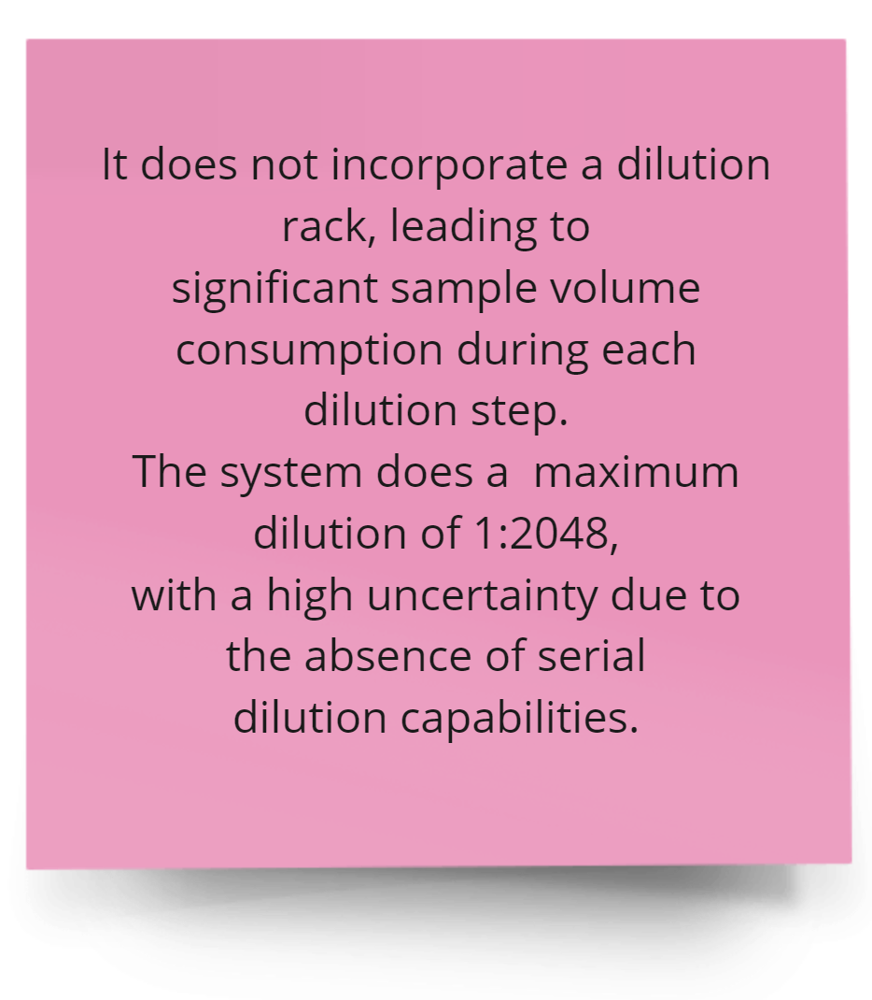 It does not incorporate a dilution
rack, leading to
significant sample volume
consumption during each
dilution step.
The system does a  maximum
dilution of 1:2048,
with a high uncertainty due to
the absence of serial
dilution capabilities.